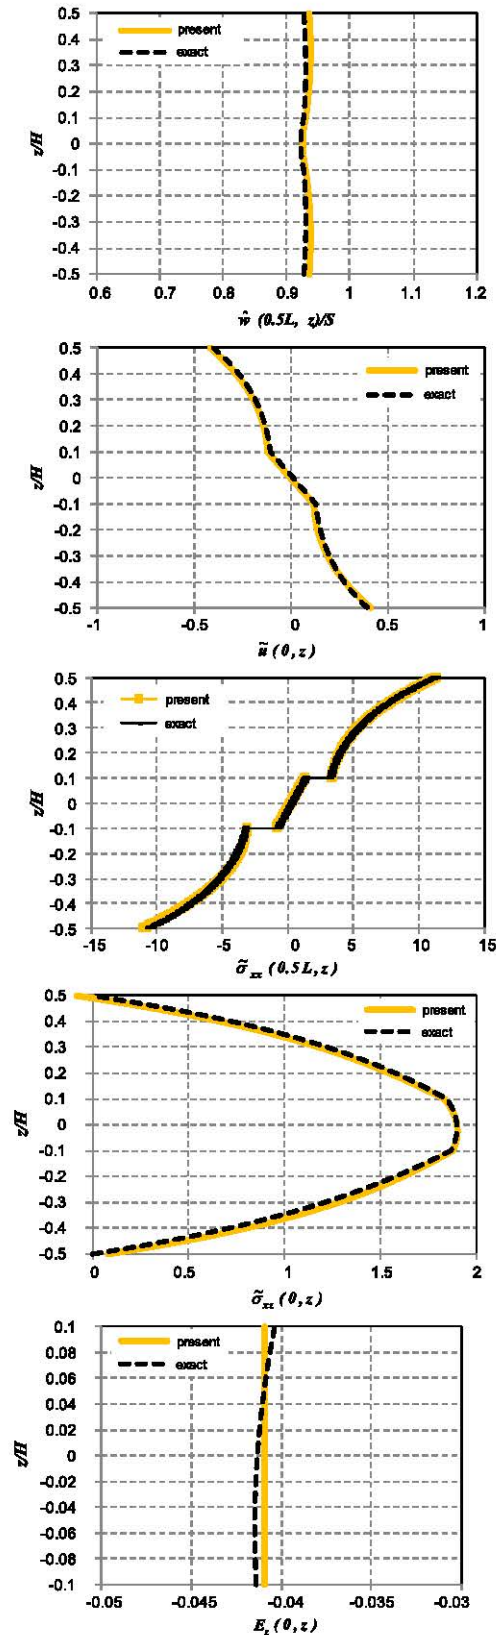 0.5
0.4
0.3
0.2
0.1
0
-0.1
-0.2
-0.3
-0.4
-0.5
z/H
present
exact
0.6 0.7 0.8 0.9 1 1.1 1.2
ŵ (0.5L, z)/S
0.5
0.4
0.3
0.2
0.1
0
-0.1
-0.2
-0.3
-0.4
-0.5
z/H
present
exact
-1 -0.5 0 0.5 1
ũ (0,z)
0.5
0.4
0.3
0.2
0.1
0
-0.1
-0.2
-0.3
-0.4
-0.5
z/H
present
exact
-15 -10 -5 0 5 10 15
σ̃xx (0.5L,z)
0.5
0.4
0.3
0.2
0.1
0
-0.1
-0.2
-0.3
-0.4
-0.5
z/H
present
exact
0 0.5 1 1.5 2
σ̃xz (0,z)
0.1
0.08
0.06
0.04
0.02
0
-0.02
-0.04
-0.06
-0.08
-0.1
z/H
present
exact
-0.05 -0.045 -0.04 -0.035 -0.03
Ez (0,z)